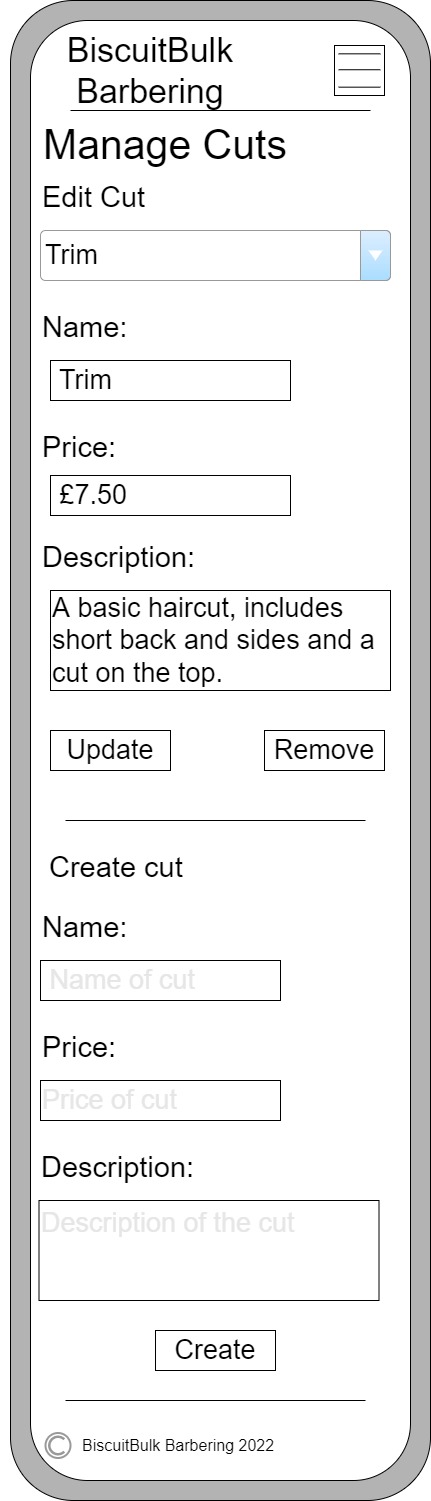 BiscuitBulk
Barbering
Manage Cuts
Edit Cut
Trim
Name:
Trim
Price:
£7.50
Description:
A basic haircut, includes
short back and sides and a
cut on the top.
Update Remove
Create cut
Name:
Name of cut
Price:
Price of cut
Description:
Description of the cut
Create
© BiscuitBulk Barbering 2022